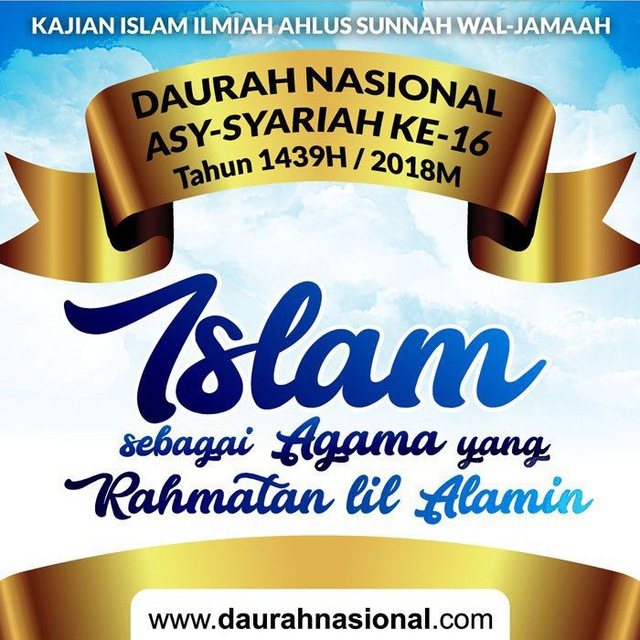 KAJIAN ISLAM ILMIAH AHLUS SUNNAH WAL-JAMAAH
DAURAH NASIONAL
ASY-SYARIAH KE-16
Tahun 1439H / 2018M
Islam
sebagai Agama yang
Rahmatan lil Alamin
www.daurahnasional.com